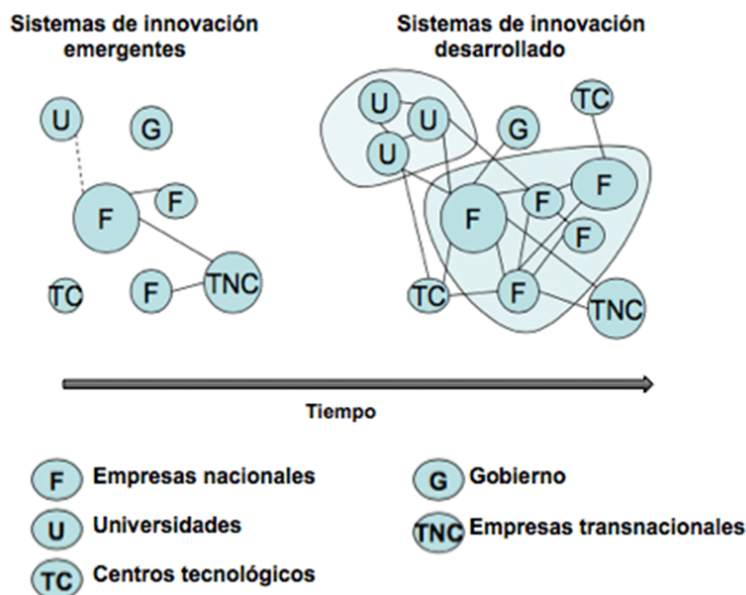 Sistemas de innovación
emergentes
Sistemas de innovación
desarrollado
U
G
F
F
TC
F
TNC
U
U
U
G
TC
F
F
F
F
TC
F
TNC
Tiempo
F Empresas nacionales
U Universidades
TC Centros tecnológicos
G Gobierno
TNC Empresas transnacionales